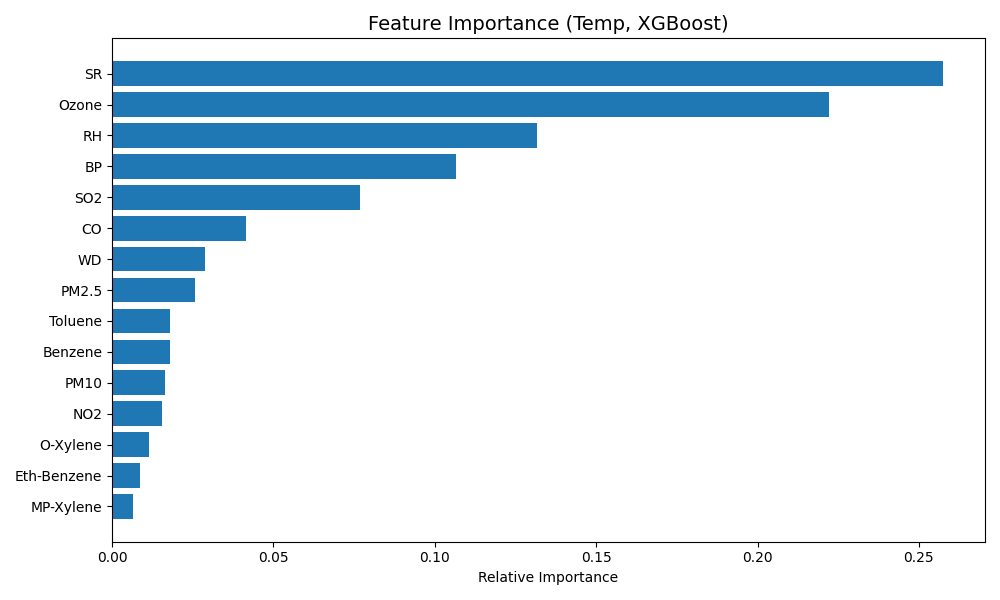 Feature Importance (Temp, XGBoost)
SR
Ozone
RH
BP
SO2
CO
WD
PM2.5
Toluene
Benzene
PM10
NO2
O-Xylene
Eth-Benzene
MP-Xylene
0.00 0.05 0.10 0.15 0.20 0.25
Relative Importance